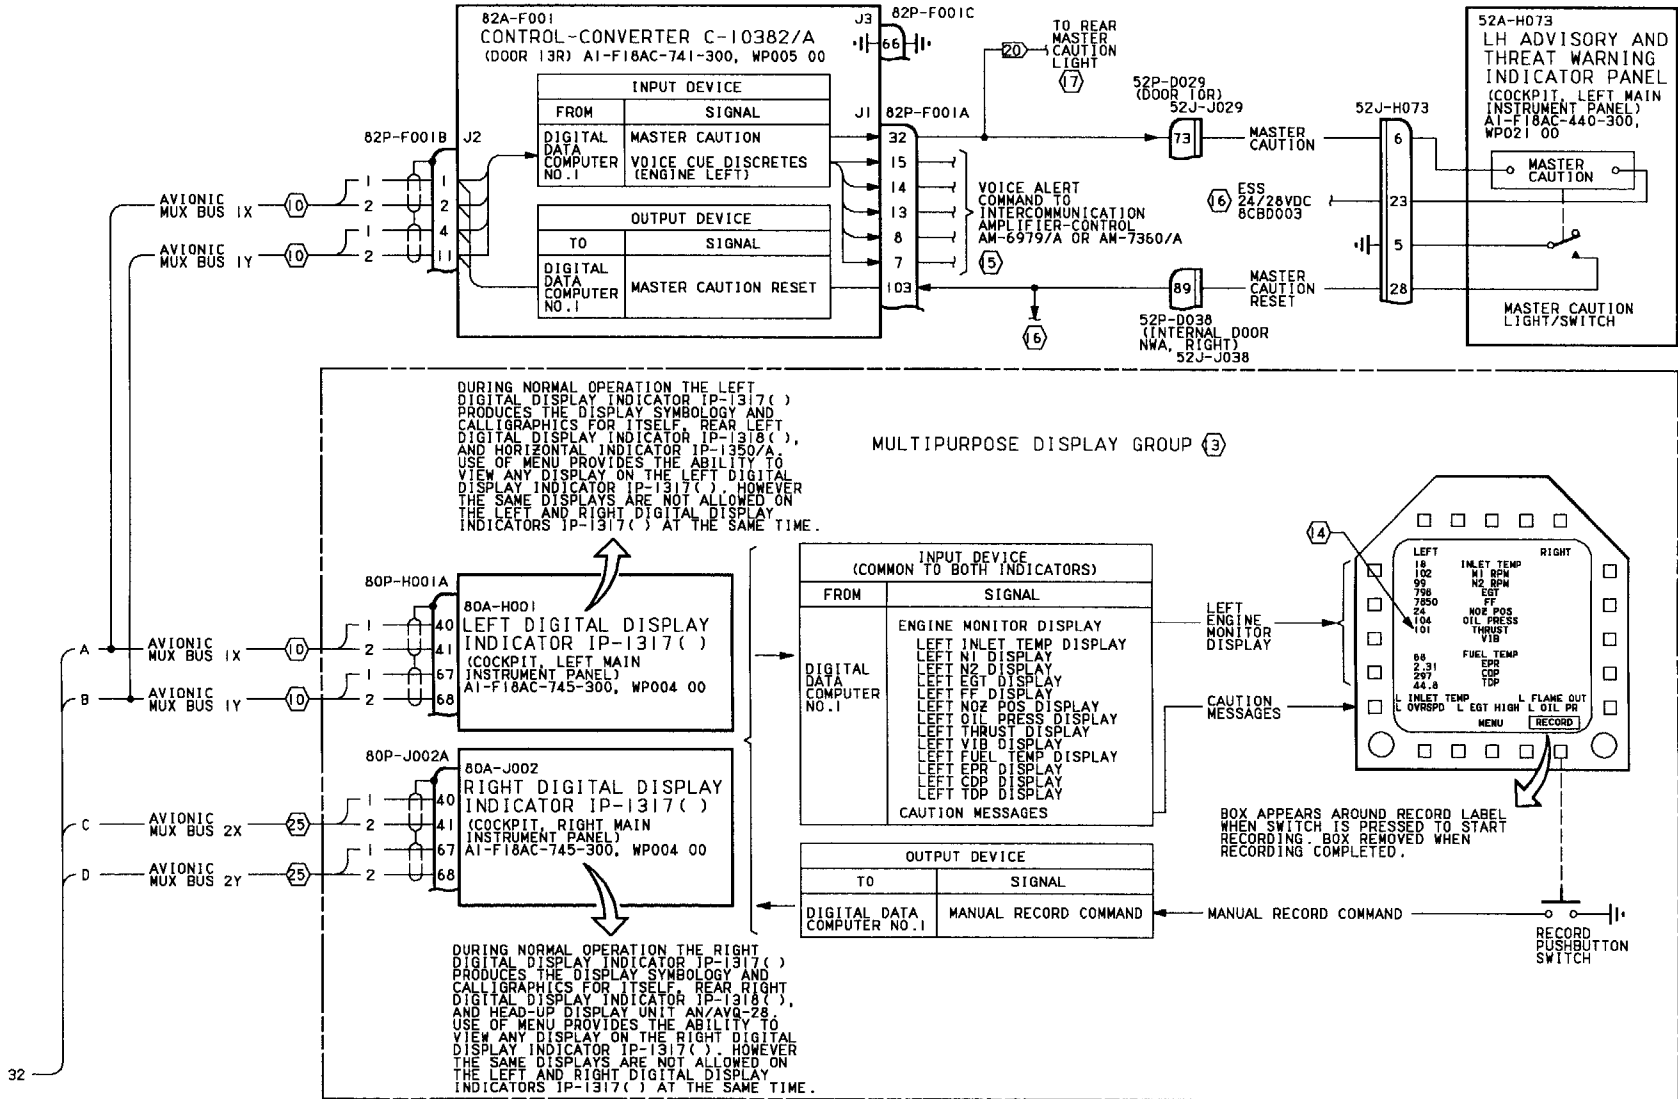 82A-F001
CONTROL-CONVERTER C-10382/A
(DOOR 13R) A1-F18AC-741-300, WP005 00
INPUT DEVICE
FROM SIGNAL
DIGITAL DATA COMPUTER NO.1
MASTER CAUTION
VOICE CUE DISCRETES
(ENGINE LEFT)
OUTPUT DEVICE
TO SIGNAL
DIGITAL DATA COMPUTER NO.1
MASTER CAUTION RESET
J3
82P-F001C
66
J1
82P-F001A
32
15
14
13
8
7
103
82P-F001B
J2
1
2
4
11
1
2
1
2
AVIONIC
MUX BUS 1X
10
AVIONIC
MUX BUS 1Y
10
TO REAR
MASTER
CAUTION
LIGHT
20
17
VOICE ALERT
COMMAND TO
INTERCOMMUNICATION
AMPLIFIER-CONTROL
AM-6979/A OR AM-7360/A
15
16
52P-D029
(DOOR 10R)
52J-J029
73
MASTER
CAUTION
16
ESS
24/28VDC
8CBD003
89
MASTER
CAUTION
RESET
52P-D038
(INTERNAL DOOR
NWA, RIGHT)
52J-J038
52J-H073
6
23
5
28
52A-H073
LH ADVISORY AND
THREAT WARNING
INDICATOR PANEL
(COCKPIT, LEFT MAIN
INSTRUMENT PANEL)
A1-F18AC-440-300,
WP021 00
MASTER
CAUTION
MASTER CAUTION
LIGHT/SWITCH
DURING NORMAL OPERATION THE LEFT
DIGITAL DISPLAY INDICATOR IP-1317( )
PRODUCES THE DISPLAY SYMBOLOGY AND
CALLIGRAPHICS FOR ITSELF, REAR LEFT
DIGITAL DISPLAY INDICATOR IP-1318( ),
AND HORIZONTAL INDICATOR IP-1350/A.
USE OF MENU PROVIDES THE ABILITY TO
VIEW ANY DISPLAY ON THE LEFT DIGITAL
DISPLAY INDICATOR IP-1317( ). HOWEVER
THE SAME DISPLAYS ARE NOT ALLOWED ON
THE LEFT AND RIGHT DIGITAL DISPLAY
INDICATORS IP-1317( ) AT THE SAME TIME.
MULTIPURPOSE DISPLAY GROUP 13
80P-H001A
40
41
67
68
80A-H001
LEFT DIGITAL DISPLAY
INDICATOR IP-1317( )
(COCKPIT, LEFT MAIN
INSTRUMENT PANEL)
A1-F18AC-745-300, WP004 00
A
AVIONIC
MUX BUS 1X
10
1
2
B
AVIONIC
MUX BUS 1Y
10
1
2
80P-J002A
40
41
67
68
80A-J002
RIGHT DIGITAL DISPLAY
INDICATOR IP-1317( )
(COCKPIT, RIGHT MAIN
INSTRUMENT PANEL)
A1-F18AC-745-300, WP004 00
C
AVIONIC
MUX BUS 2X
25
1
2
D
AVIONIC
MUX BUS 2Y
25
1
2
32
DURING NORMAL OPERATION THE RIGHT
DIGITAL DISPLAY INDICATOR IP-1317( )
PRODUCES THE DISPLAY SYMBOLOGY AND
CALLIGRAPHICS FOR ITSELF, REAR RIGHT
DIGITAL DISPLAY INDICATOR IP-1318( ),
AND HEAD-UP DISPLAY UNIT AN/AVQ-28.
USE OF MENU PROVIDES THE ABILITY TO
VIEW ANY DISPLAY ON THE RIGHT DIGITAL
DISPLAY INDICATOR IP-1317( ). HOWEVER
THE SAME DISPLAYS ARE NOT ALLOWED ON
THE LEFT AND RIGHT DIGITAL DISPLAY
INDICATORS IP-1317( ) AT THE SAME TIME.
INPUT DEVICE
(COMMON TO BOTH INDICATORS)
FROM SIGNAL
DIGITAL
DATA
COMPUTER
NO.1
ENGINE MONITOR DISPLAY
LEFT INLET TEMP DISPLAY
LEFT N1 DISPLAY
LEFT N2 DISPLAY
LEFT EGT DISPLAY
LEFT FF DISPLAY
LEFT NOZ POS DISPLAY
LEFT OIL PRESS DISPLAY
LEFT THRUST DISPLAY
LEFT VIB DISPLAY
LEFT FUEL TEMP DISPLAY
LEFT EPR DISPLAY
LEFT CDP DISPLAY
LEFT TDP DISPLAY
CAUTION MESSAGES
OUTPUT DEVICE
TO SIGNAL
DIGITAL DATA
COMPUTER NO.1
MANUAL RECORD COMMAND
LEFT
ENGINE
MONITOR
DISPLAY
CAUTION
MESSAGES
MANUAL RECORD COMMAND
14
LEFT RIGHT
18 INLET TEMP
102 N1 RPM
99 N2 RPM
798 EGT
7850 FF
24 NOZ POS
104 OIL PRESS
101 THRUST
VIB
66 FUEL TEMP
2.31 EPR
297 CDP
44.8 TDP
L INLET TEMP L FLAME OUT
L OVRSPD L EGT HIGH L OIL PR
MENU RECORD
BOX APPEARS AROUND RECORD LABEL
WHEN SWITCH IS PRESSED TO START
RECORDING. BOX REMOVED WHEN
RECORDING COMPLETED.
RECORD
PUSHBUTTON
SWITCH